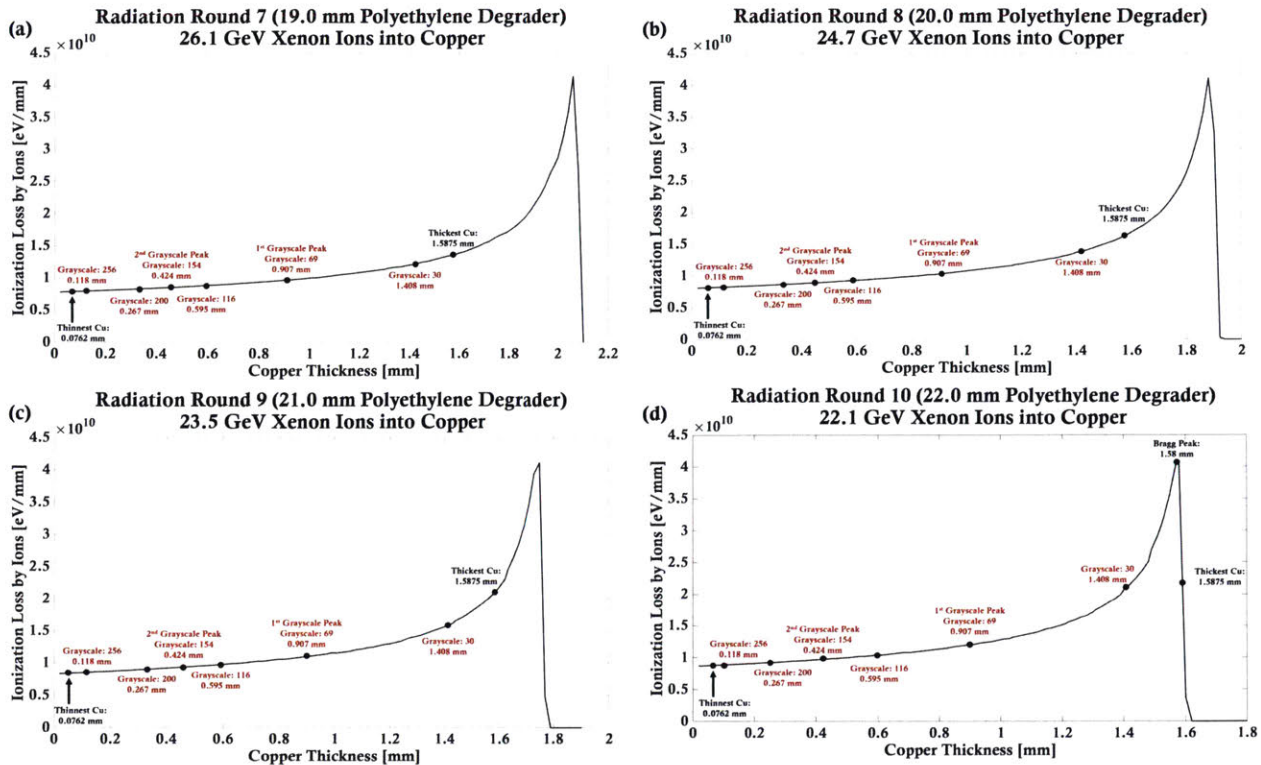 (a)
Radiation Round 7 (19.0 mm Polyethylene Degrader)
26.1 GeV Xenon Ions into Copper
×10^10
4.5
4
3.5
3
2.5
2
1.5
1
0.5
0
Ionization Loss by Ions [eV/mm]
Grayscale: 256
0.118 mm
2nd Grayscale Peak
Grayscale: 154
0.424 mm
1st Grayscale Peak
Grayscale: 69
0.907 mm
Thickest Cu:
1.5875 mm
Grayscale: 30
1.408 mm
Grayscale: 200
0.267 mm
Grayscale: 116
0.595 mm
Thinnest Cu:
0.0762 mm
0 0.2 0.4 0.6 0.8 1 1.2 1.4 1.6 1.8 2 2.2
Copper Thickness [mm]
(b)
Radiation Round 8 (20.0 mm Polyethylene Degrader)
24.7 GeV Xenon Ions into Copper
×10^10
4.5
4
3.5
3
2.5
2
1.5
1
0.5
0
Ionization Loss by Ions [eV/mm]
Grayscale: 256
0.118 mm
2nd Grayscale Peak
Grayscale: 154
0.424 mm
1st Grayscale Peak
Grayscale: 69
0.907 mm
Thickest Cu:
1.5875 mm
Grayscale: 30
1.408 mm
Grayscale: 200
0.267 mm
Grayscale: 116
0.595 mm
Thinnest Cu:
0.0762 mm
0 0.2 0.4 0.6 0.8 1 1.2 1.4 1.6 1.8 2
Copper Thickness [mm]
(c)
Radiation Round 9 (21.0 mm Polyethylene Degrader)
23.5 GeV Xenon Ions into Copper
×10^10
4.5
4
3.5
3
2.5
2
1.5
1
0.5
0
Ionization Loss by Ions [eV/mm]
Grayscale: 256
0.118 mm
2nd Grayscale Peak
Grayscale: 154
0.424 mm
1st Grayscale Peak
Grayscale: 69
0.907 mm
Thickest Cu:
1.5875 mm
Grayscale: 30
1.408 mm
Grayscale: 200
0.267 mm
Grayscale: 116
0.595 mm
Thinnest Cu:
0.0762 mm
0 0.2 0.4 0.6 0.8 1 1.2 1.4 1.6 1.8
Copper Thickness [mm]
(d)
Radiation Round 10 (22.0 mm Polyethylene Degrader)
22.1 GeV Xenon Ions into Copper
×10^10
4.5
4
3.5
3
2.5
2
1.5
1
0.5
0
Ionization Loss by Ions [eV/mm]
Bragg Peak:
1.58 mm
Grayscale: 30
1.408 mm
Thickest Cu:
1.5875 mm
1st Grayscale Peak
Grayscale: 69
0.907 mm
2nd Grayscale Peak
Grayscale: 154
0.424 mm
Grayscale: 256
0.118 mm
Grayscale: 200
0.267 mm
Grayscale: 116
0.595 mm
Thinnest Cu:
0.0762 mm
0 0.2 0.4 0.6 0.8 1 1.2 1.4 1.6 1.8
Copper Thickness [mm]